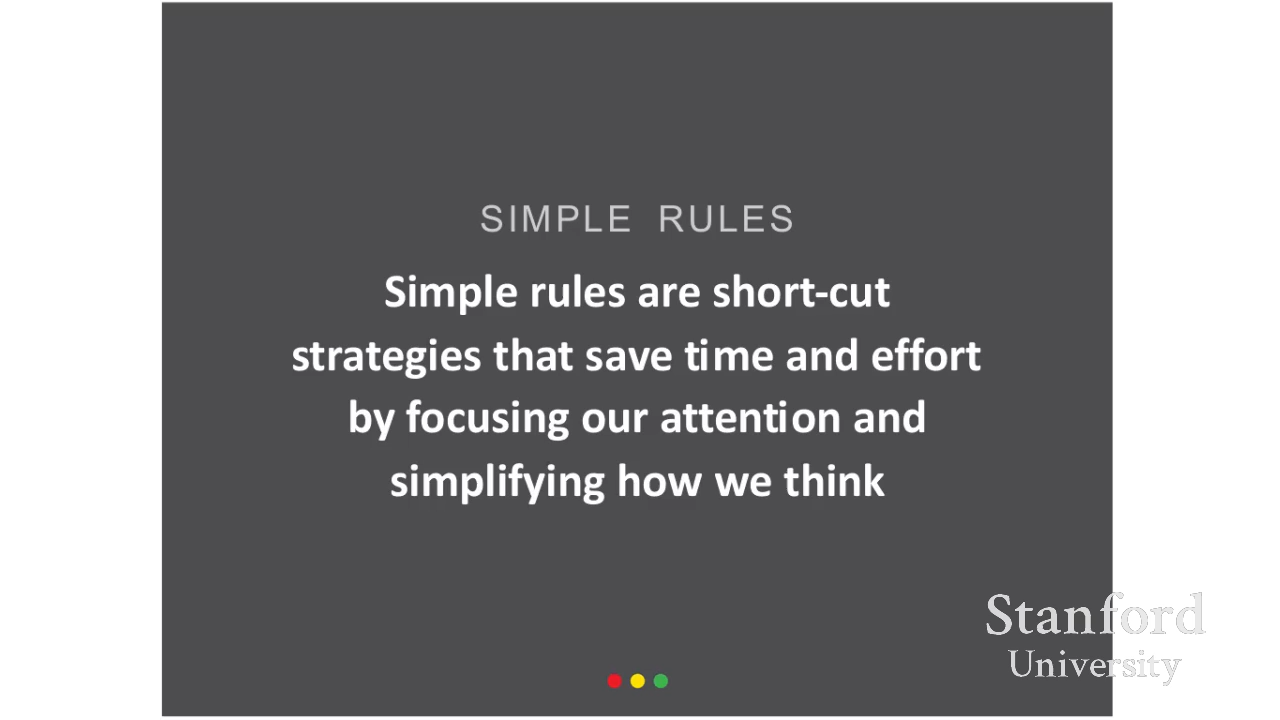 SIMPLE RULES
Simple rules are short-cut
strategies that save time and effort
by focusing our attention and
simplifying how we think
Stanford
University